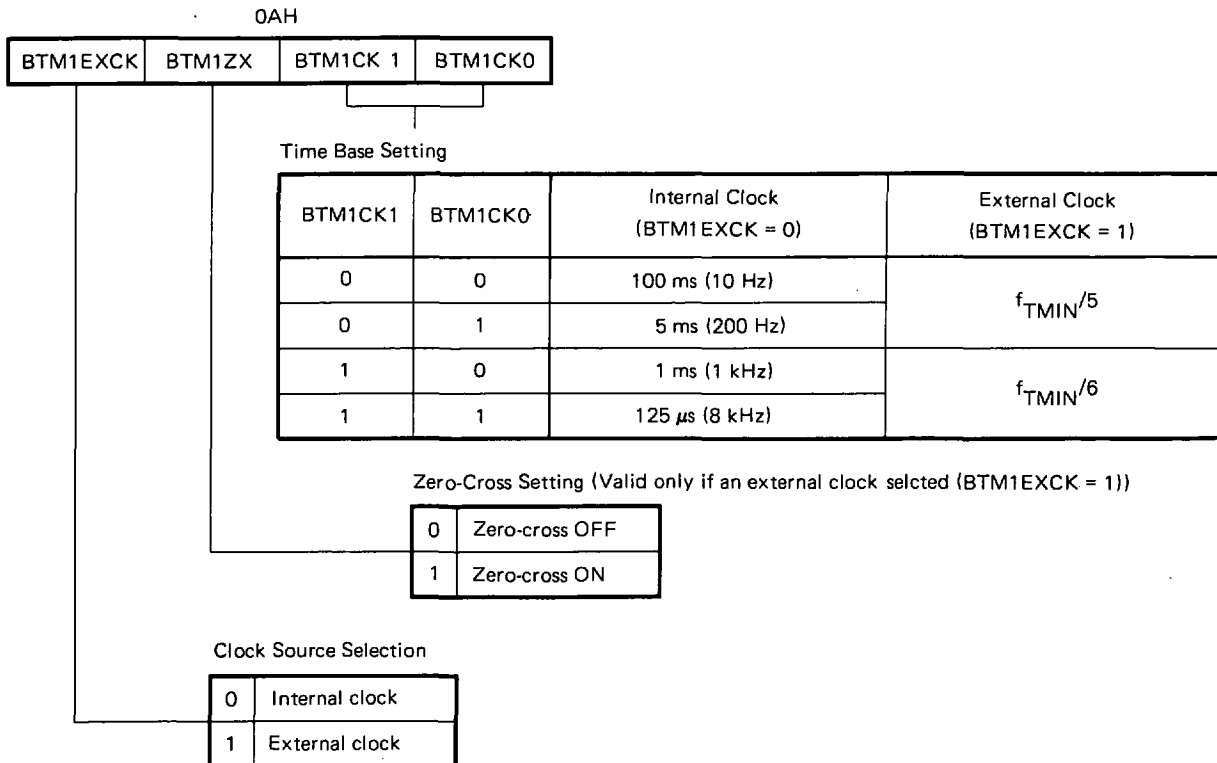 0AH
BTM1EXCK BTM1ZX BTM1CK 1 BTM1CK0
Time Base Setting
BTM1CK1 BTM1CK0 Internal Clock (BTM1EXCK = 0) External Clock (BTM1EXCK = 1)
0 0 100 ms (10 Hz) fTMIN/5
0 1 5 ms (200 Hz)
1 0 1 ms (1 kHz) fTMIN/6
1 1 125 μs (8 kHz)
Zero-Cross Setting (Valid only if an external clock selcted (BTM1EXCK = 1))
0 Zero-cross OFF
1 Zero-cross ON
Clock Source Selection
0 Internal clock
1 External clock